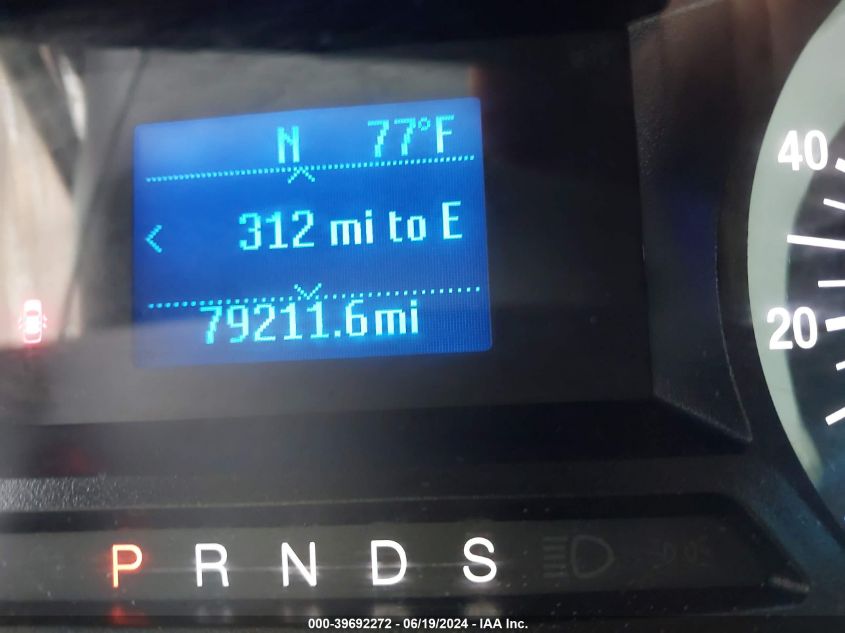 N 77°F
< 312 mi to E
79211.6mi
40
20
P R N D S
000-39692272 - 06/19/2024 - IAA Inc.